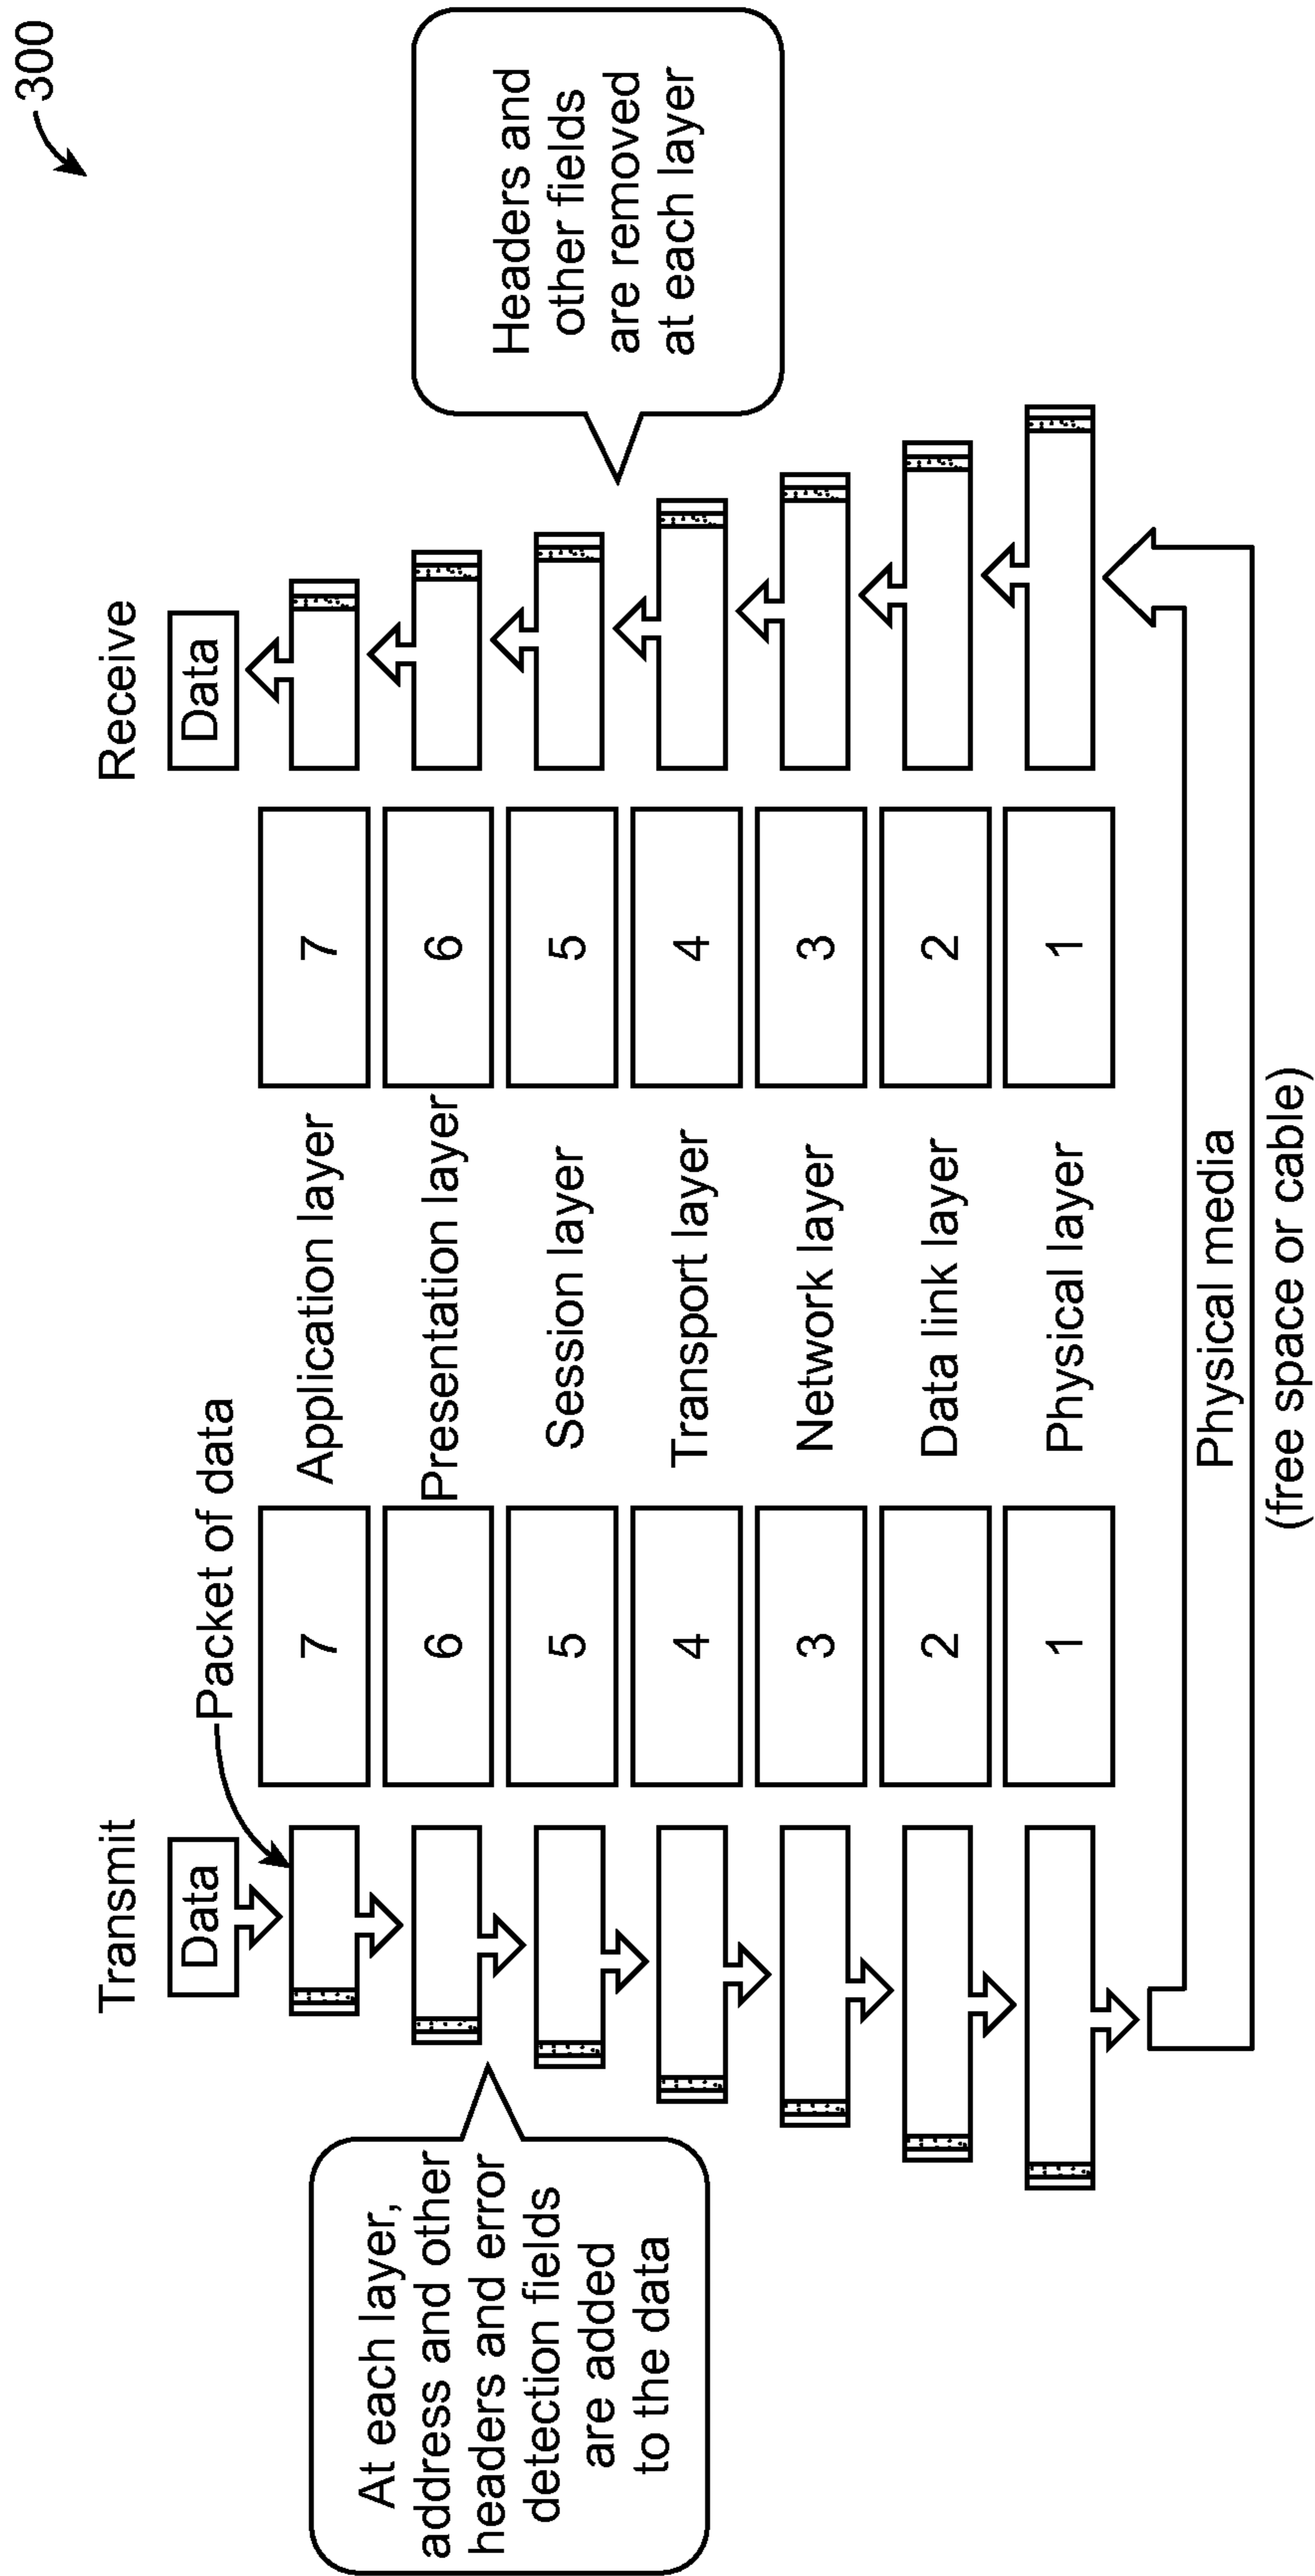 300
Transmit
Receive
Data
Data
Packet of data
At each layer,
address and other
headers and error
detection fields
are added
to the data
Headers and
other fields
are removed
at each layer
7
Application layer
7
6
Presentation layer
6
5
Session layer
5
4
Transport layer
4
3
Network layer
3
2
Data link layer
2
1
Physical layer
1
Physical media
(free space or cable)